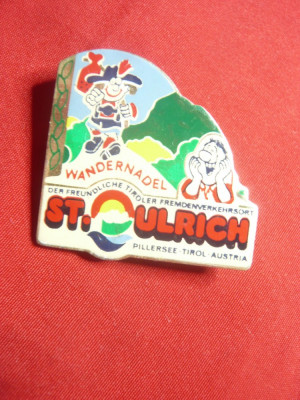 WANDERNADEL
DER FREUNDLICHE TIROLER FREMDENVERKEHRSORT
ST. ULRICH
PILLERSEE-TIROL-AUSTRIA